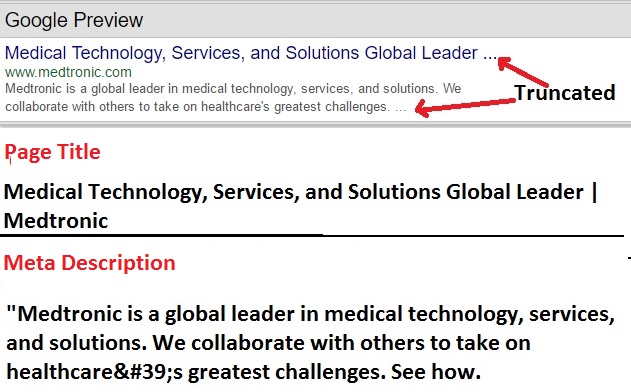 Google Preview
Medical Technology, Services, and Solutions Global Leader ...
www.medtronic.com
Medtronic is a global leader in medical technology, services, and solutions. We
collaborate with others to take on healthcare's greatest challenges. ...
Truncated
Page Title
Medical Technology, Services, and Solutions Global Leader |
Medtronic
Meta Description
"Medtronic is a global leader in medical technology, services,
and solutions. We collaborate with others to take on
healthcare&#39;s greatest challenges. See how.